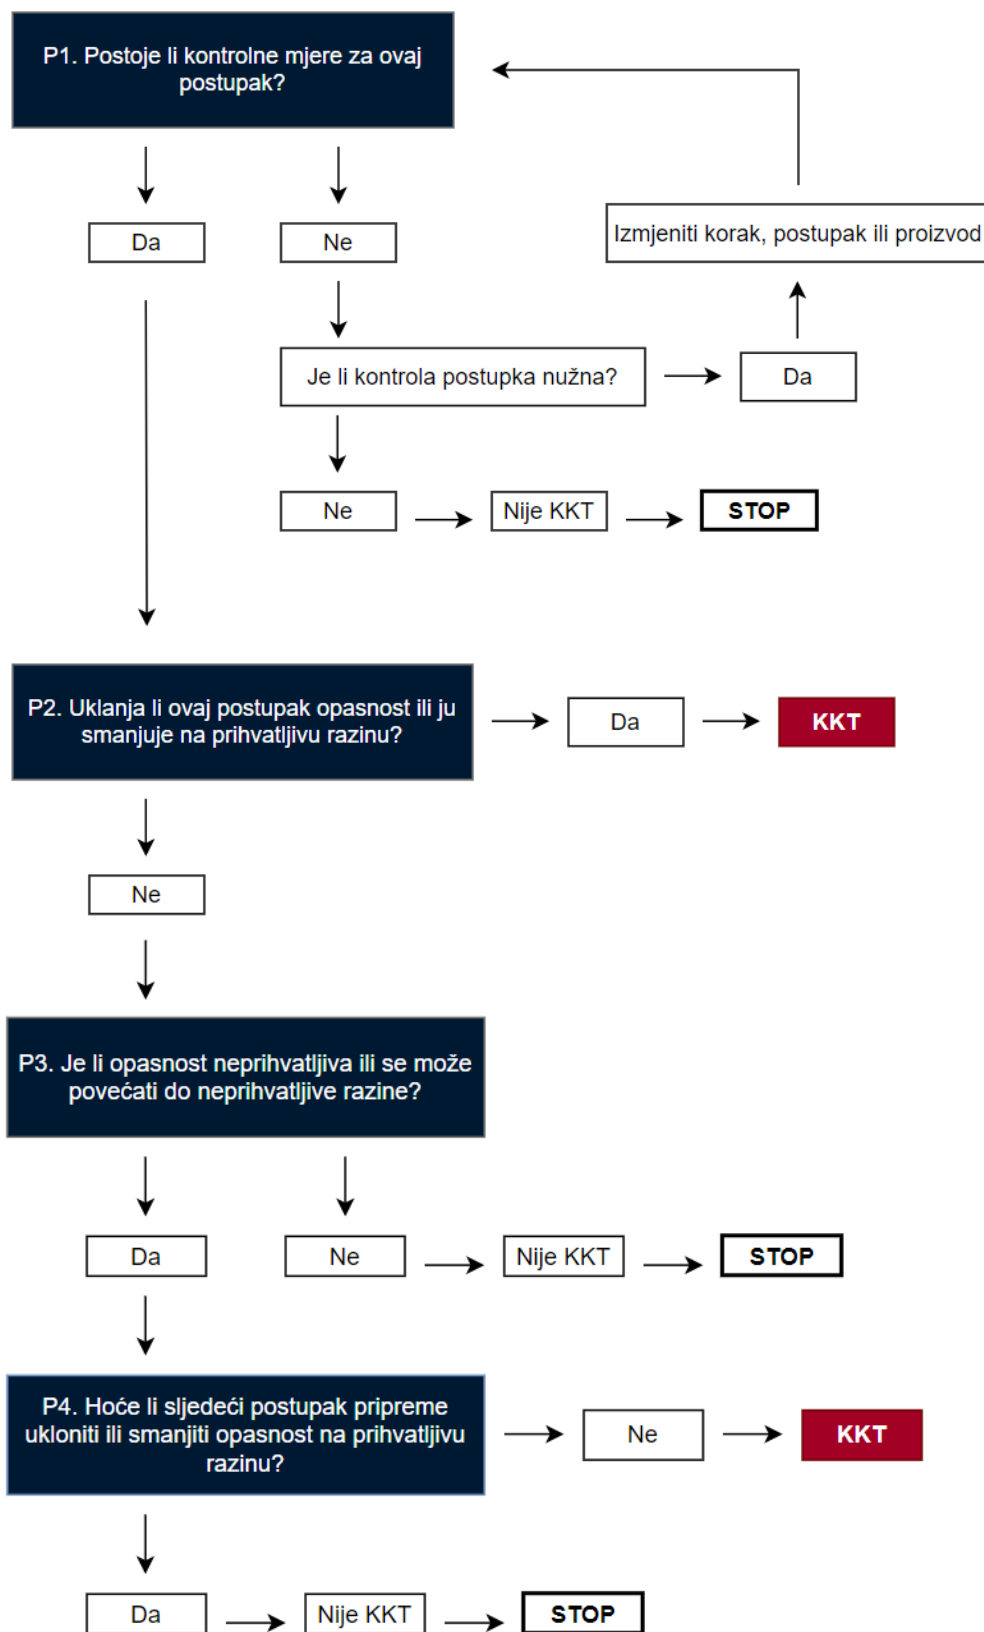 P1. Postoje li kontrolne mjere za ovaj
postupak?
Da
Ne
Izmjeniti korak, postupak ili proizvod
Je li kontrola postupka nužna?
Da
Ne
Nije KKT
STOP
P2. Uklanja li ovaj postupak opasnost ili ju
smanjuje na prihvatljivu razinu?
Da
KKT
Ne
P3. Je li opasnost neprihvatljiva ili se može
povećati do neprihvatljive razine?
Da
Ne
Nije KKT
STOP
P4. Hoće li sljedeći postupak pripreme
ukloniti ili smanjiti opasnost na prihvatljivu
razinu?
Ne
KKT
Da
Nije KKT
STOP